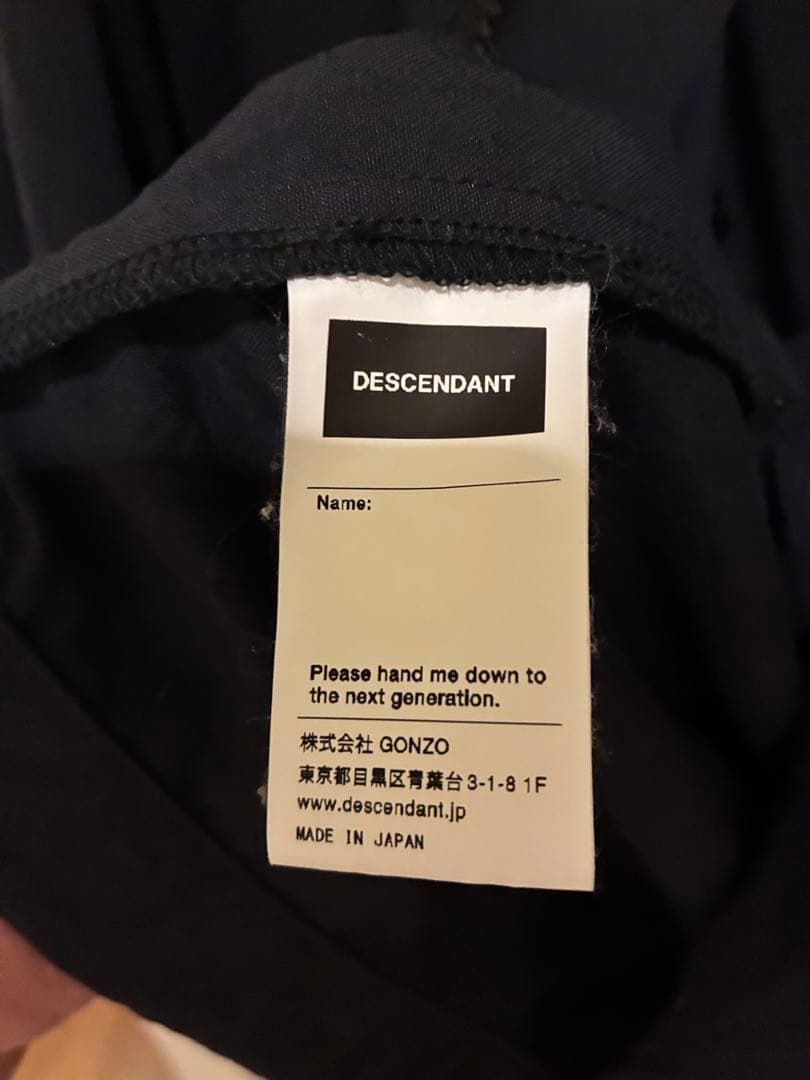 DESCENDANT
Name:
Please hand me down to
the next generation.
株式会社 GONZO
東京都目黒区青葉台3-1-8 1F
www.descendant.jp
MADE IN JAPAN